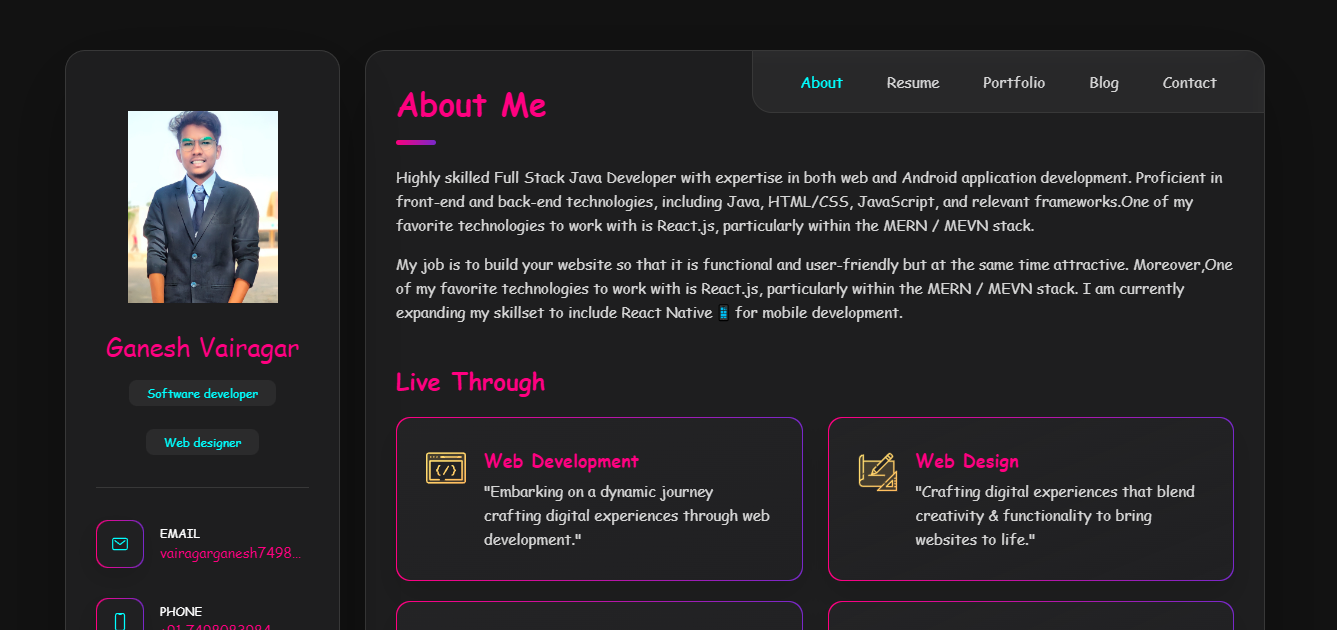 About
Resume
Portfolio
Blog
Contact
Ganesh Vairagar
Software developer
Web designer
EMAIL
vairagarganesh7498...
PHONE
About Me
Highly skilled Full Stack Java Developer with expertise in both web and Android application development. Proficient in
front-end and back-end technologies, including Java, HTML/CSS, JavaScript, and relevant frameworks.One of my
favorite technologies to work with is React.js, particularly within the MERN / MEVN stack.
My job is to build your website so that it is functional and user-friendly but at the same time attractive. Moreover,One
of my favorite technologies to work with is React.js, particularly within the MERN / MEVN stack. I am currently
expanding my skillset to include React Native 📱 for mobile development.
Live Through
Web Development
"Embarking on a dynamic journey
crafting digital experiences through web
development."
Web Design
"Crafting digital experiences that blend
creativity & functionality to bring
websites to life."